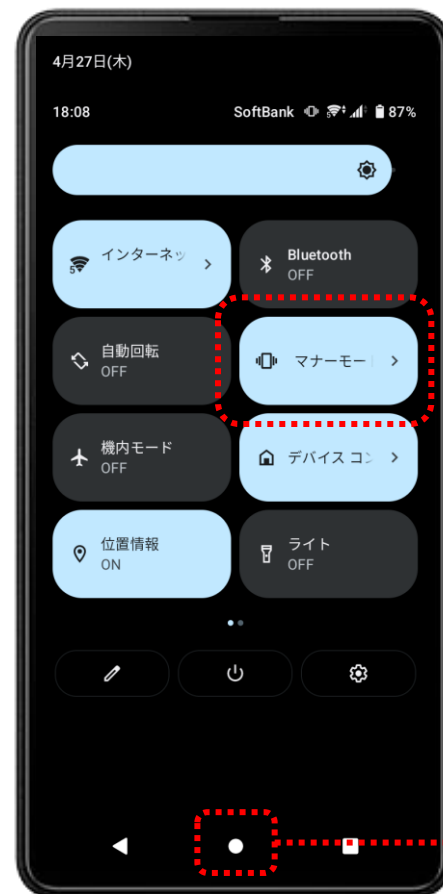 4月27日(木)
18:08 SoftBank 87%
インターネッ
5
Bluetooth
OFF
自動回転
OFF
マナーモー
機内モード
OFF
デバイス コン
位置情報
ON
ライト
OFF